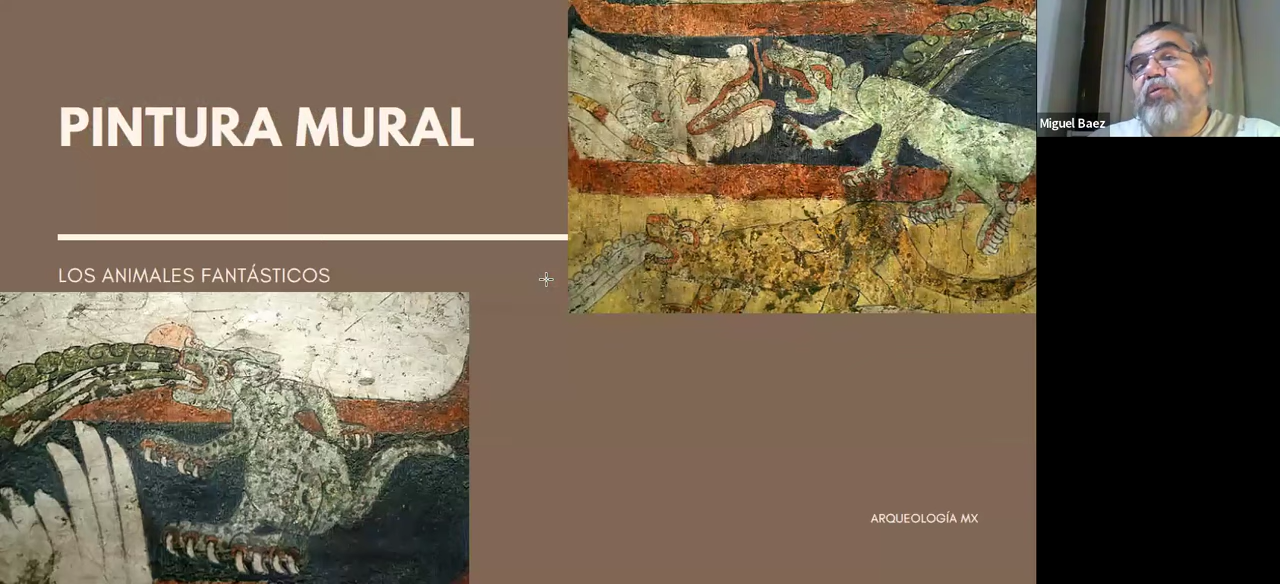 PINTURA MURAL
LOS ANIMALES FANTÁSTICOS
ARQUEOLOGÍA MX
Miguel Baez